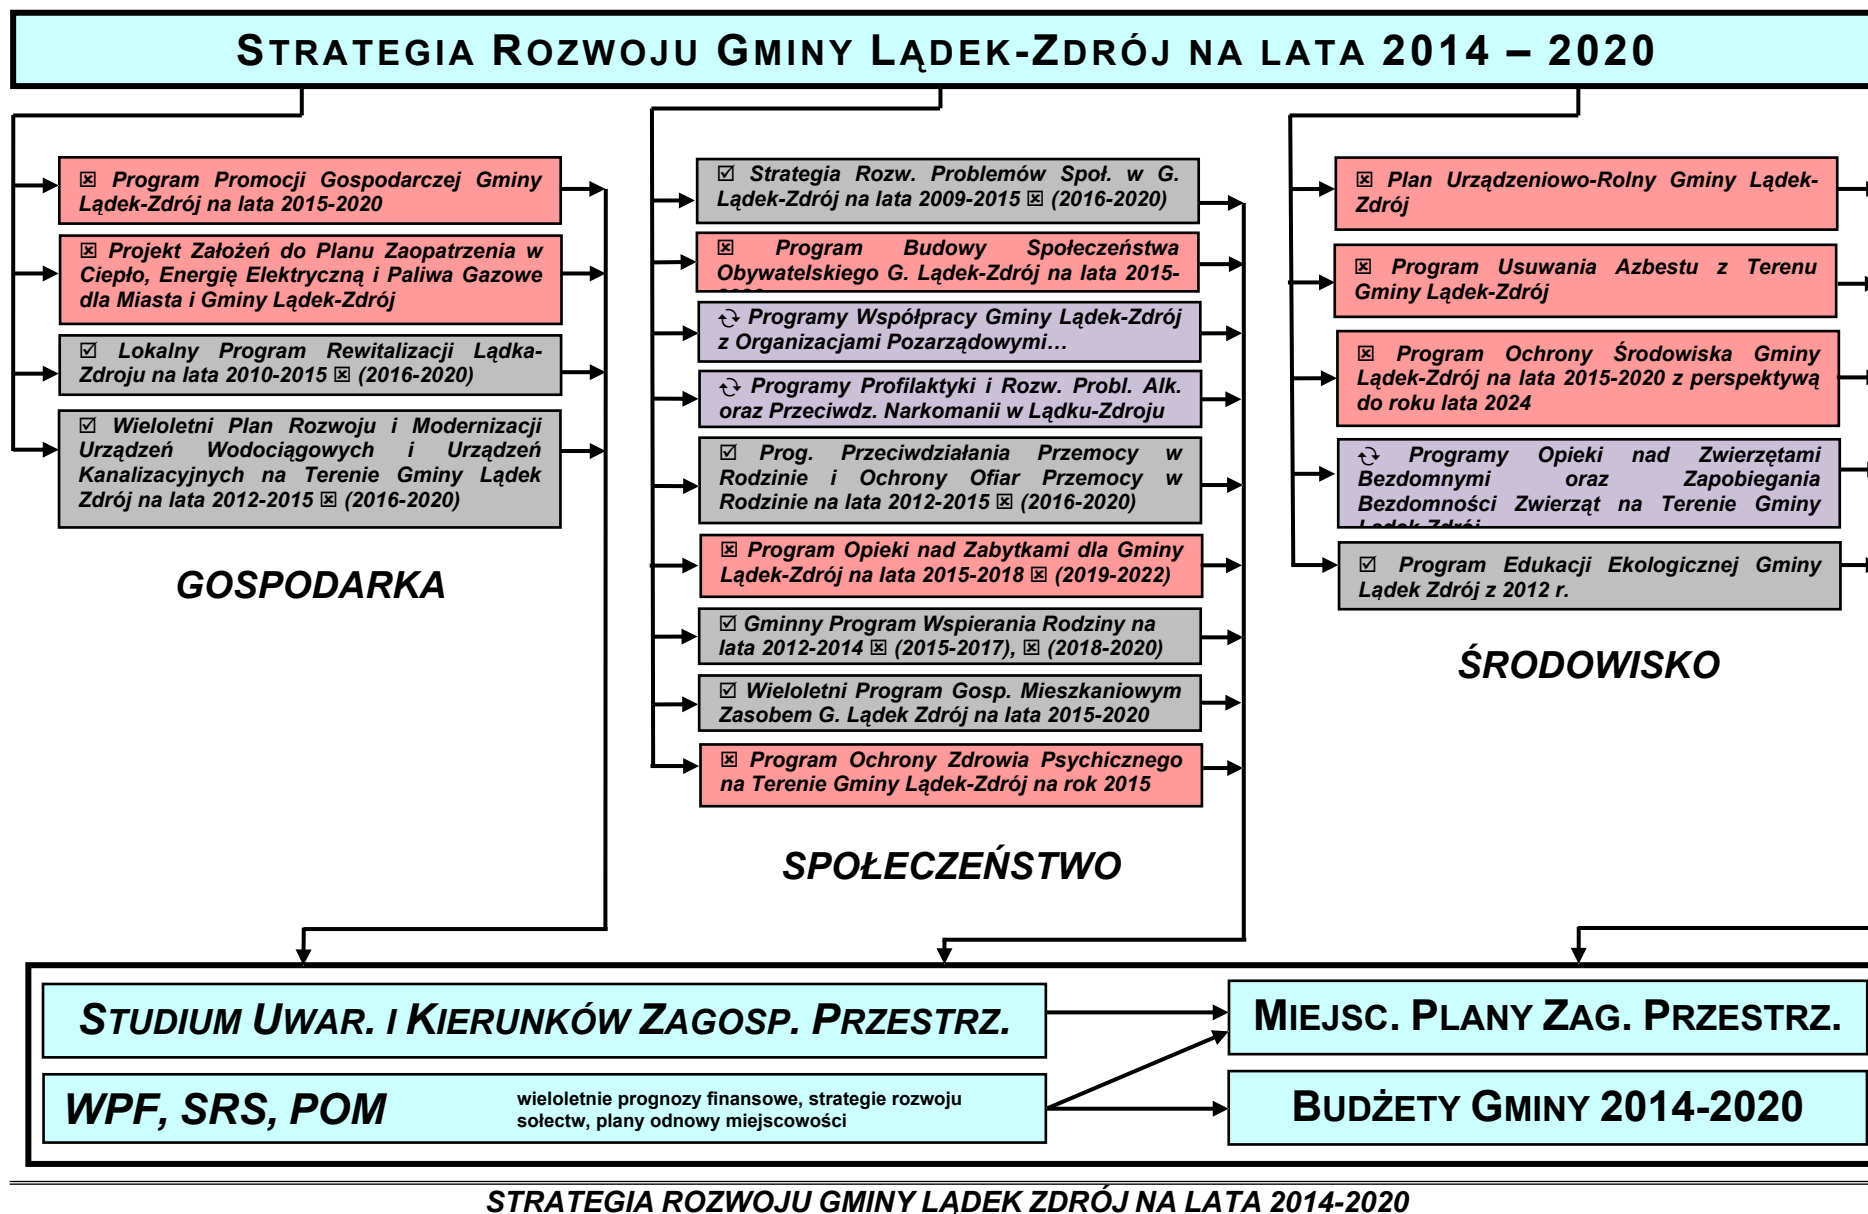 STRATEGIA ROZWOJU GMINY LĄDEK-ZDRÓJ NA LATA 2014 – 2020
☒ Program Promocji Gospodarczej Gminy
Lądek-Zdrój na lata 2015-2020
☒ Projekt Założeń do Planu Zaopatrzenia w
Ciepło, Energię Elektryczną i Paliwa Gazowe
dla Miasta i Gminy Lądek-Zdrój
☑ Lokalny Program Rewitalizacji Lądka-
Zdroju na lata 2010-2015 ☒ (2016-2020)
☑ Wieloletni Plan Rozwoju i Modernizacji
Urządzeń Wodociągowych i Urządzeń
Kanalizacyjnych na Terenie Gminy Lądek
Zdrój na lata 2012-2015 ☒ (2016-2020)
GOSPODARKA
☑ Strategia Rozw. Problemów Społ. w G.
Lądek-Zdrój na lata 2009-2015 ☒ (2016-2020)
☒ Program Budowy Społeczeństwa
Obywatelskiego G. Lądek-Zdrój na lata 2015-
Programy Współpracy Gminy Lądek-Zdrój
z Organizacjami Pozarządowymi…
Programy Profilaktyki i Rozw. Probl. Alk.
oraz Przeciwdz. Narkomanii w Lądku-Zdroju
☑ Prog. Przeciwdziałania Przemocy w
Rodzinie i Ochrony Ofiar Przemocy w
Rodzinie na lata 2012-2015 ☒ (2016-2020)
☒ Program Opieki nad Zabytkami dla Gminy
Lądek-Zdrój na lata 2015-2018 ☒ (2019-2022)
☑ Gminny Program Wspierania Rodziny na
lata 2012-2014 ☒ (2015-2017), ☒ (2018-2020)
☑ Wieloletni Program Gosp. Mieszkaniowym
Zasobem G. Lądek Zdrój na lata 2015-2020
☒ Program Ochrony Zdrowia Psychicznego
na Terenie Gminy Lądek-Zdrój na rok 2015
SPOŁECZEŃSTWO
☒ Plan Urządzeniowo-Rolny Gminy Lądek-
Zdrój
☒ Program Usuwania Azbestu z Terenu
Gminy Lądek-Zdrój
☒ Program Ochrony Środowiska Gminy
Lądek-Zdrój na lata 2015-2020 z perspektywą
do roku lata 2024
Programy Opieki nad Zwierzętami
Bezdomnymi oraz Zapobiegania
Bezdomności Zwierząt na Terenie Gminy
Lądek-Zdrój
☑ Program Edukacji Ekologicznej Gminy
Lądek Zdrój z 2012 r.
ŚRODOWISKO
STUDIUM UWAR. I KIERUNKÓW ZAGOSP. PRZESTRZ.
MIEJSC. PLANY ZAG. PRZESTRZ.
WPF, SRS, POM
wieloletnie prognozy finansowe, strategie rozwoju
sołectw, plany odnowy miejscowości
BUDŻETY GMINY 2014-2020
STRATEGIA ROZWOJU GMINY LĄDEK ZDRÓJ NA LATA 2014-2020